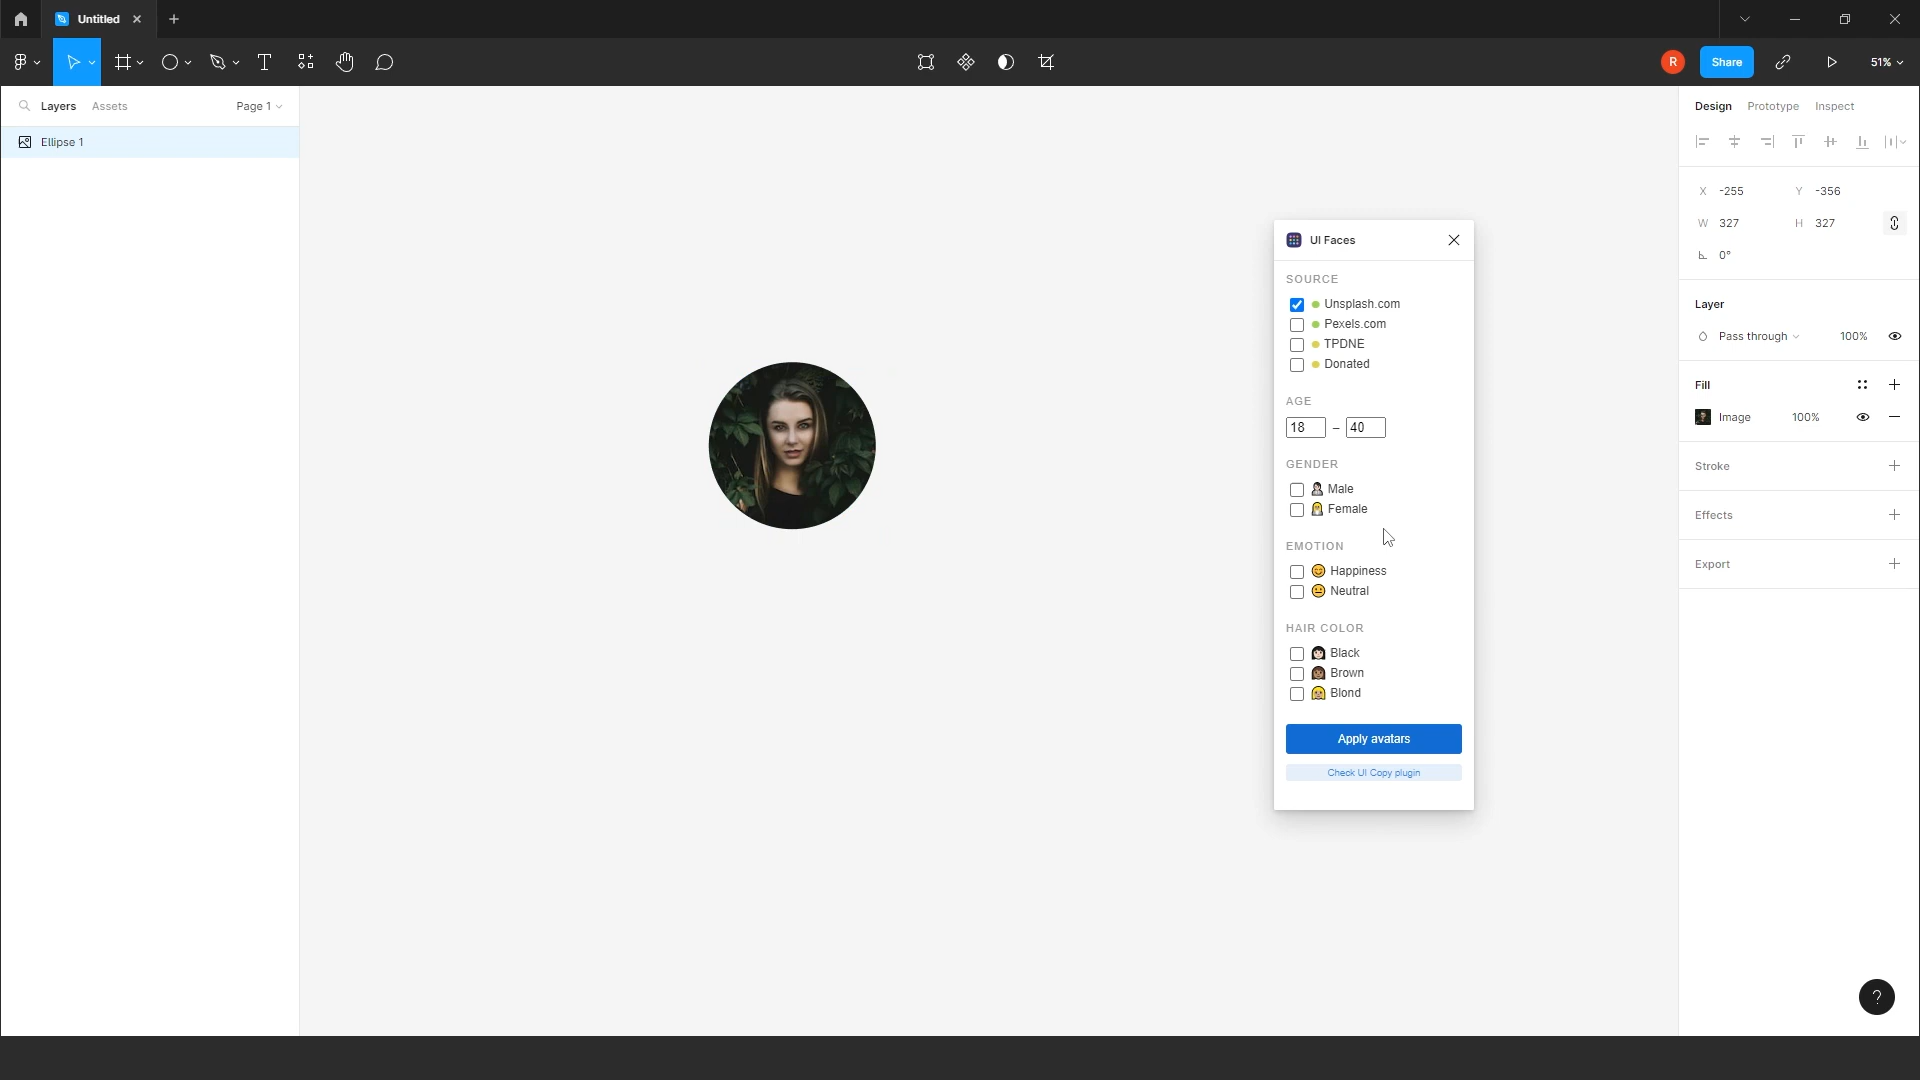 Untitled
R
Share
51%
Layers
Assets
Page 1
Design
Prototype
Inspect
Ellipse 1
X -255
Y -356
W 327
H 327
0°
Layer
Pass through
100%
Fill
Image
100%
Stroke
Effects
Export
UI Faces
SOURCE
Unsplash.com
Pexels.com
TPDNE
Donated
AGE
18 – 40
GENDER
Male
Female
EMOTION
Happiness
Neutral
HAIR COLOR
Black
Brown
Blond
Apply avatars
Check UI Copy plugin
?